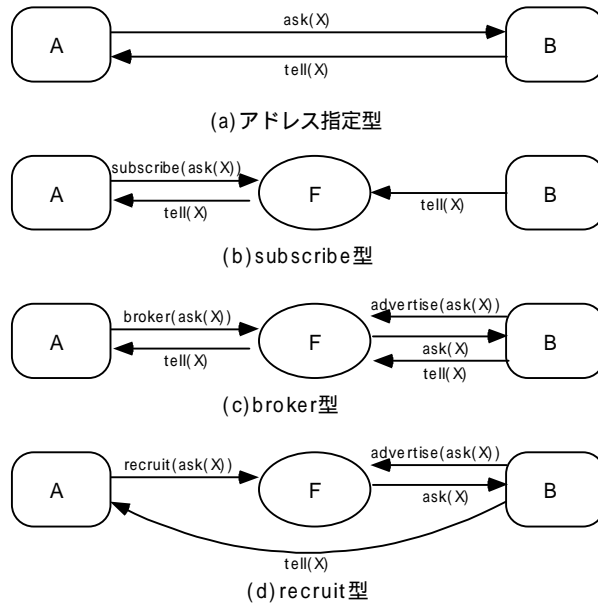 A
ask(X)
B
tell(X)
(a)アドレス指定型
A
subscribe(ask(X))
tell(X)
F
tell(X)
B
(b)subscribe型
A
broker(ask(X))
tell(X)
F
advertise(ask(X))
ask(X)
tell(X)
B
(c)broker型
A
recruit(ask(X))
F
advertise(ask(X))
ask(X)
B
tell(X)
(d)recruit型